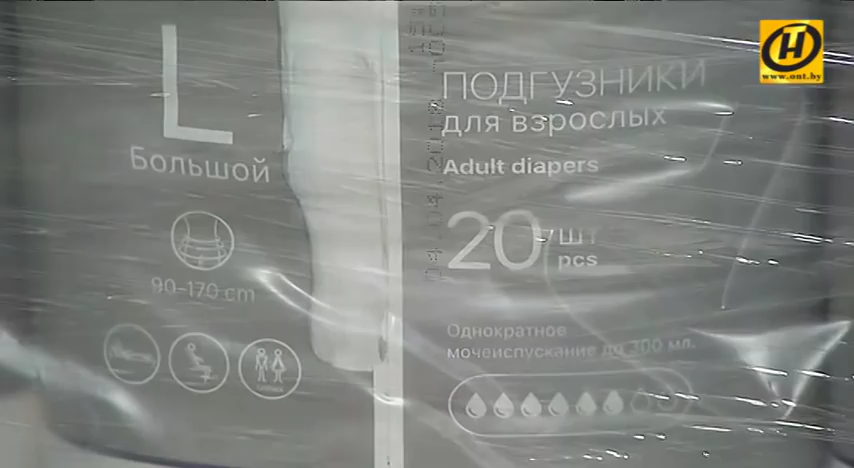 L
Большой
90-170 cm
ПОДГУЗНИКИ
для взрослых
Adult diapers
20 шт
pcs
Однократное
мочеиспускание до 300 мл.
www.ont.by